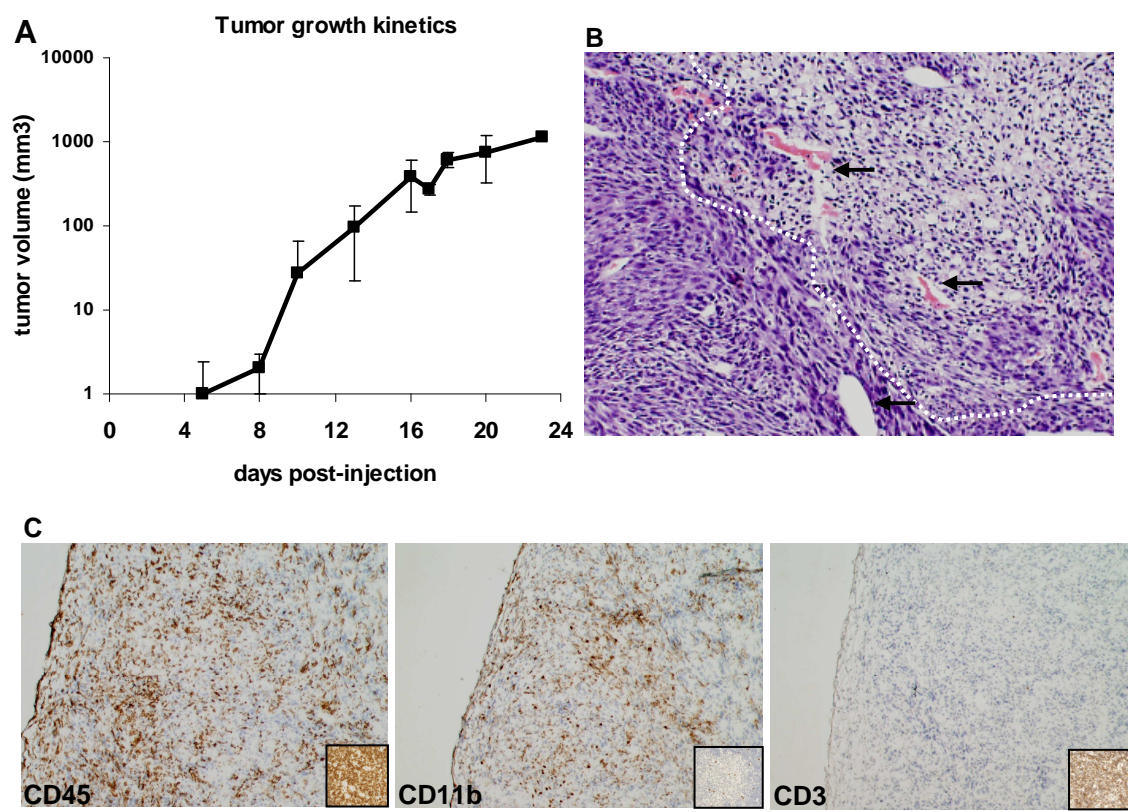 A
Tumor growth kinetics
tumor volume (mm3)
10000
1000
100
10
1
0 4 8 12 16 20 24
days post-injection
B
C
CD45
CD11b
CD3